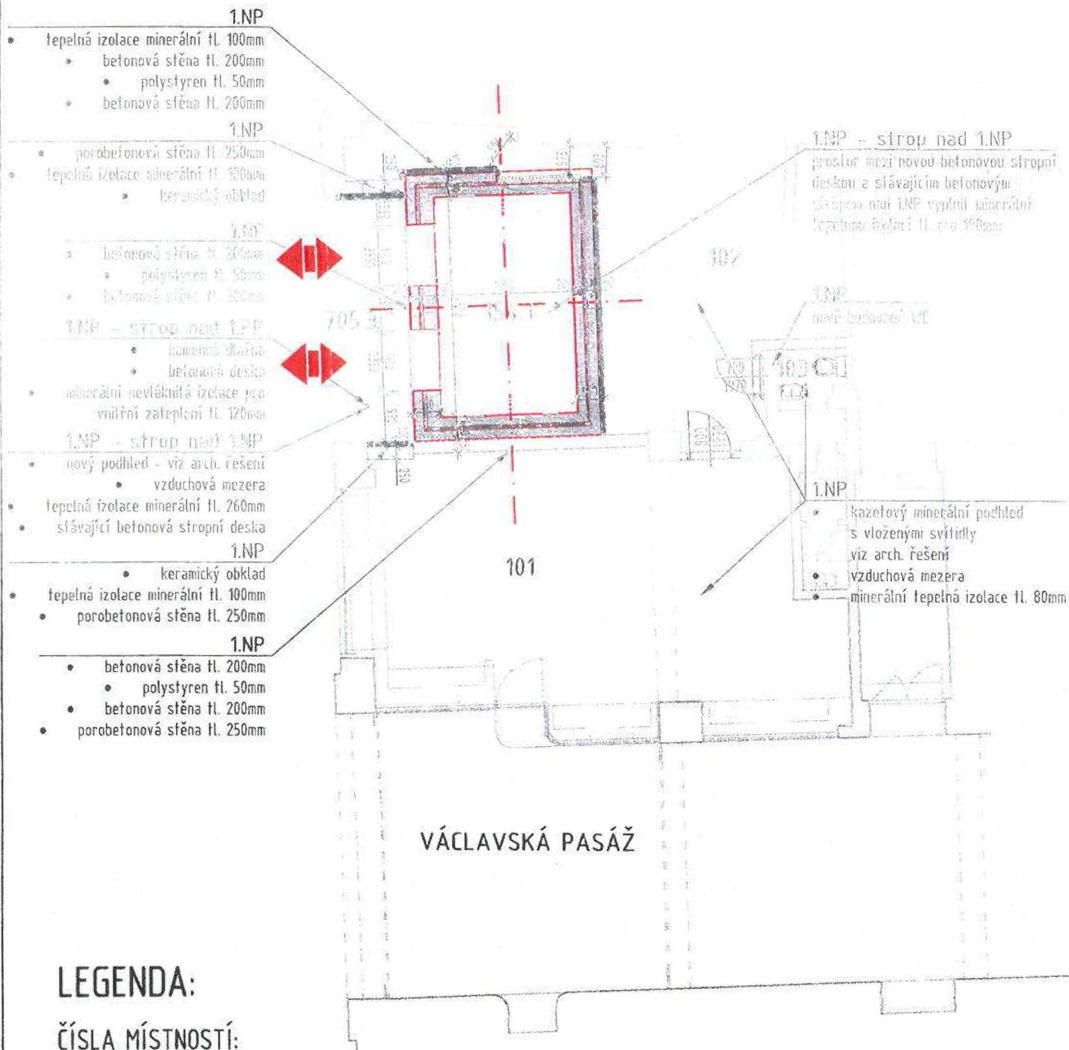 1.NP
• tepelná izolace minerální tl. 100mm
• betonová stěna tl. 200mm
• polystyren tl. 50mm
• betonová stěna tl. 200mm
1.NP
• porobetonová stěna tl. 250mm
• tepelná izolace minerální tl. 100mm
• keramický obklad
1.NP
• betonová stěna tl. 200mm
• polystyren tl. 50mm
• betonová stěna tl.
1.NP - strop nad 1.PP
• kamenná dlažba
• betonová deska
• minerální nevláknitá izolace pro
vnitřní zateplení tl. 120mm
1.NP - strop nad 1.NP
• nový podhled - viz arch. řešení
• vzduchová mezera
• tepelná izolace minerální tl. 260mm
• stávající betonová stropní deska
1.NP
• keramický obklad
• tepelná izolace minerální tl. 100mm
• porobetonová stěna tl. 250mm
1.NP
• betonová stěna tl. 200mm
• polystyren tl. 50mm
• betonová stěna tl. 200mm
• porobetonová stěna tl. 250mm
1.NP - strop nad 1.NP
prostor mezi novou betonovou stropní
deskou a stávajícím betonovým
stropem nad 1.NP vyplnit minerální
tepelnou izolací tl. cca 190mm
102
1.NP
nově budované WC
103
1.NP
• kazetový minerální podhled
s vloženými svítidly
viz arch. řešení
• vzduchová mezera
• minerální tepelná izolace tl. 80mm
250
101
VÁCLAVSKÁ PASÁŽ
LEGENDA:
ČÍSLA MÍSTNOSTÍ: